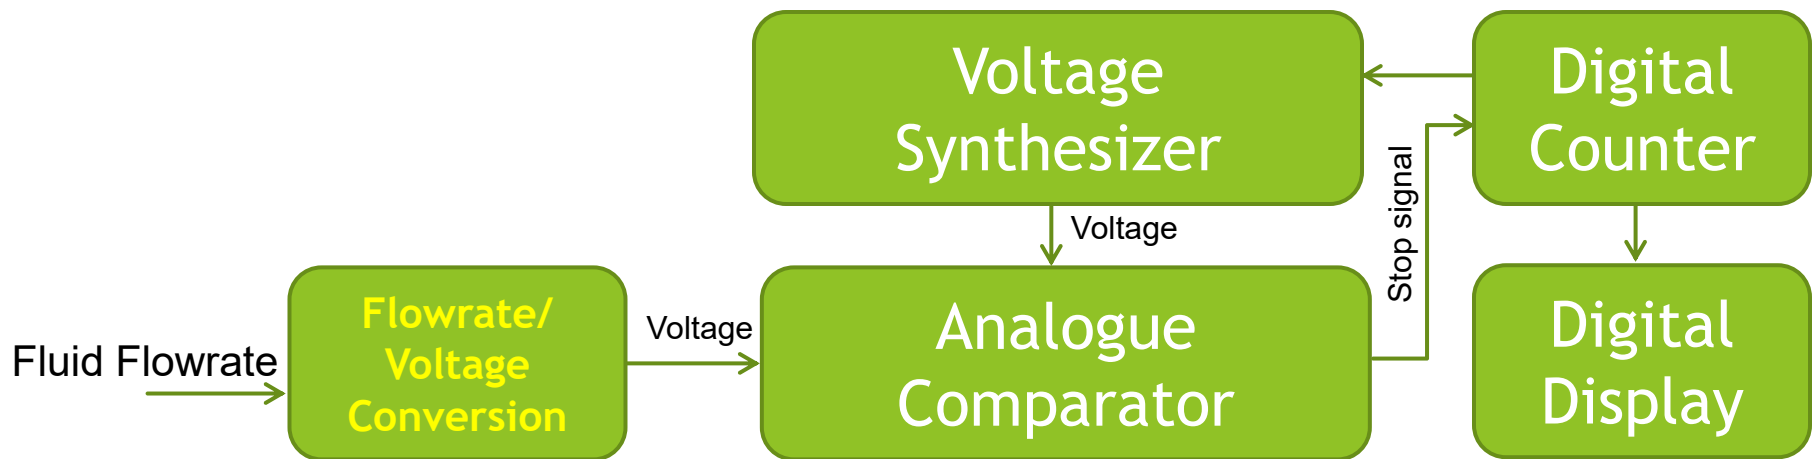 Voltage
Synthesizer
Digital
Counter
Stop signal
Voltage
Fluid Flowrate
Flowrate/
Voltage
Conversion
Voltage
Analogue
Comparator
Digital
Display